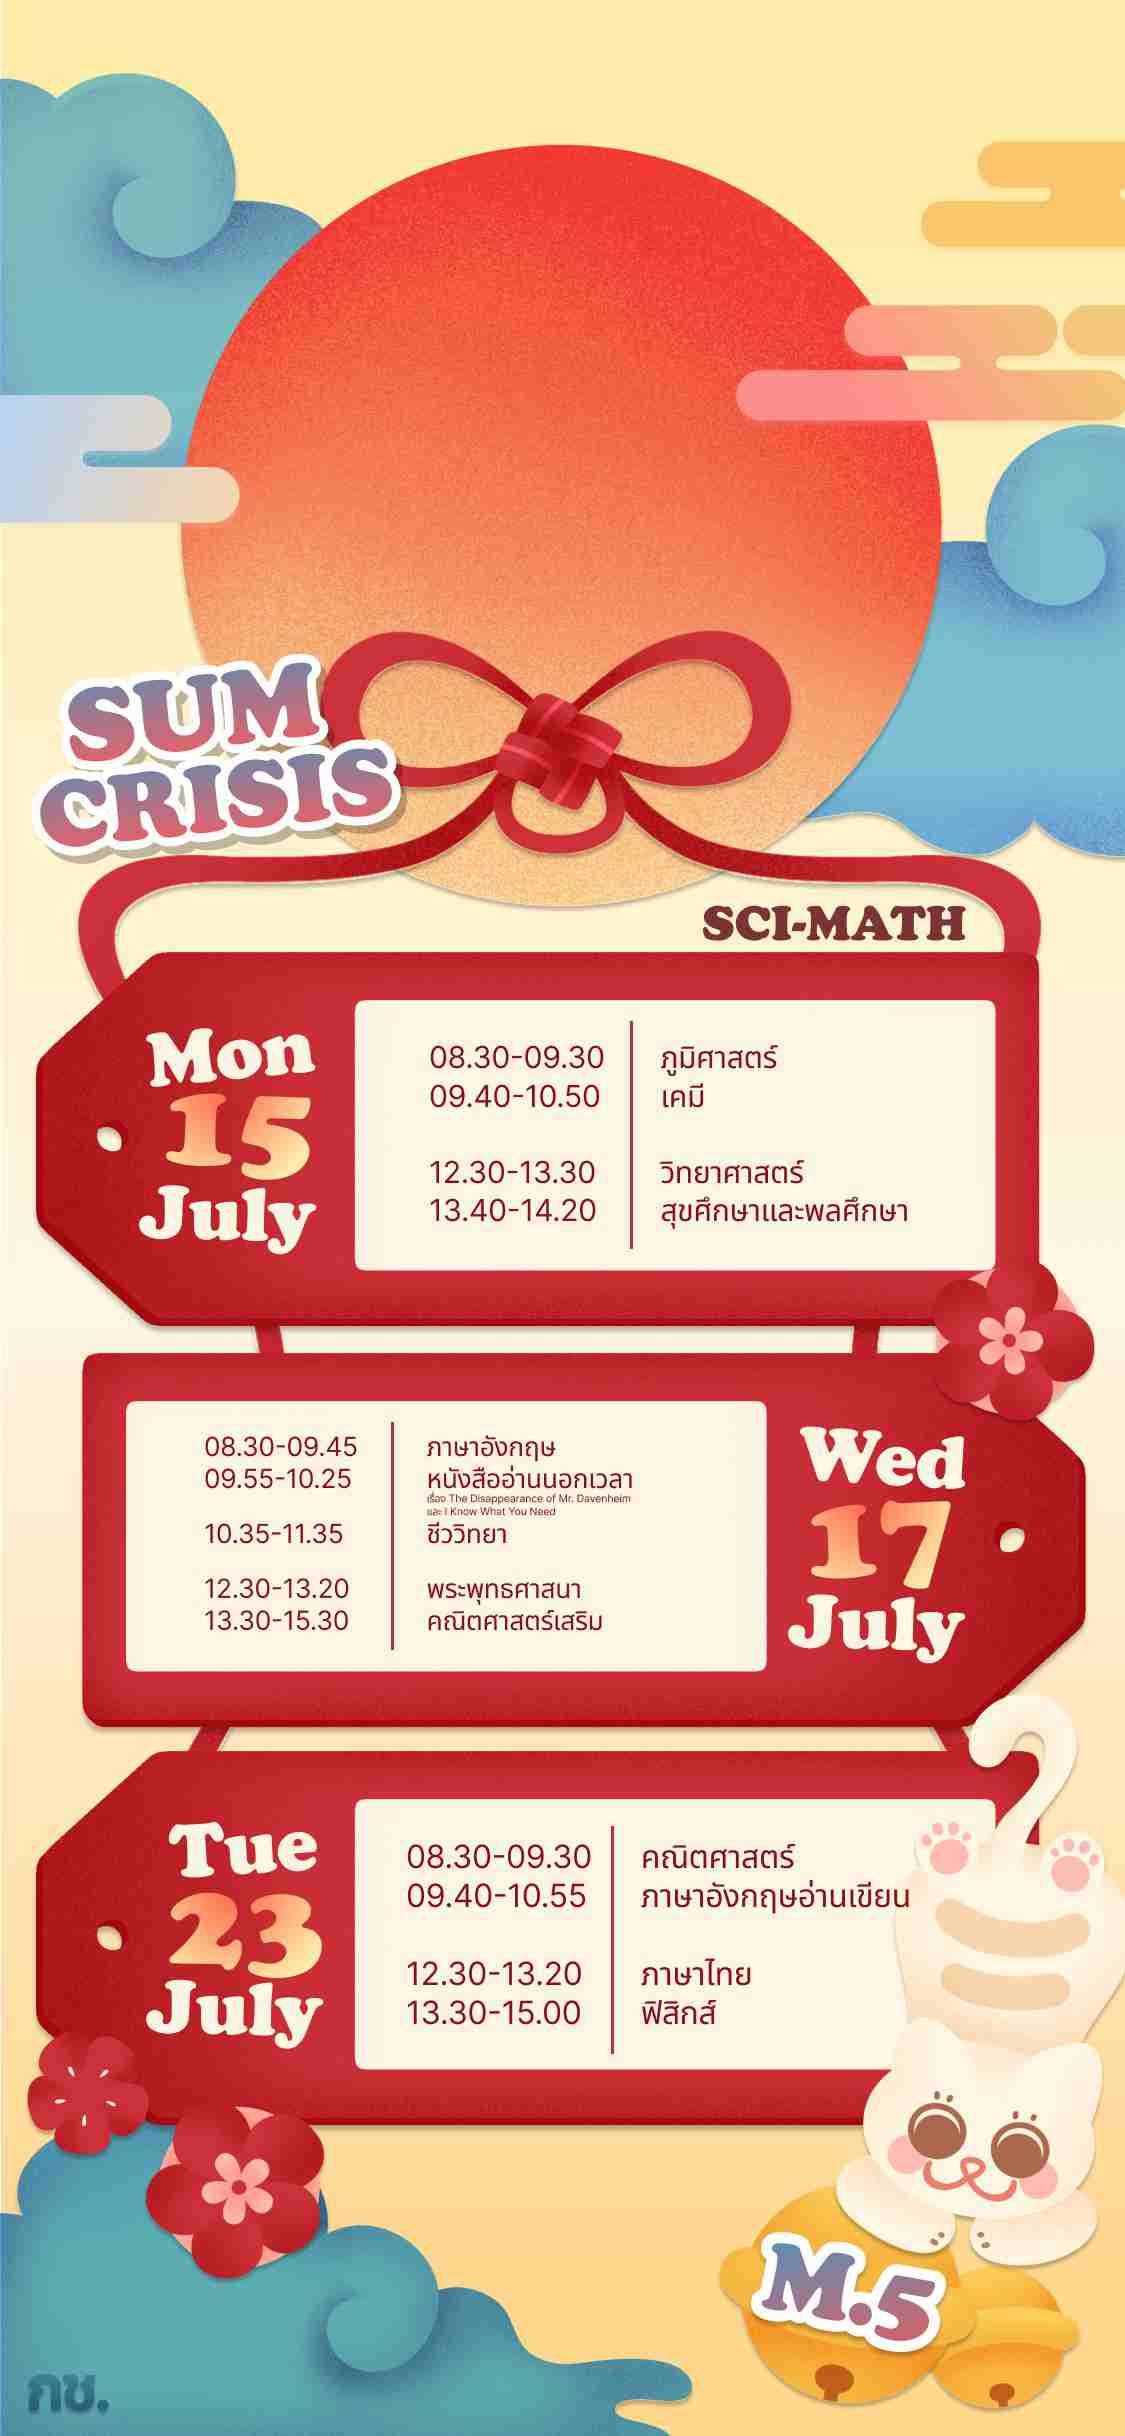 SUM
CRISIS
SCI-MATH
Mon
15
July
08.30-09.30 ภูมิศาสตร์
09.40-10.50 เคมี
12.30-13.30 วิทยาศาสตร์
13.40-14.20 สุขศึกษาและพลศึกษา
08.30-09.45 ภาษาอังกฤษ
09.55-10.25 หนังสืออ่านนอกเวลา
เรื่อง The Disappearance of Mr. Davenheim
และ I Know What You Need
10.35-11.35 ชีววิทยา
12.30-13.20 พระพุทธศาสนา
13.30-15.30 คณิตศาสตร์เสริม
Wed
17
July
Tue
23
July
08.30-09.30 คณิตศาสตร์
09.40-10.55 ภาษาอังกฤษอ่านเขียน
12.30-13.20 ภาษาไทย
13.30-15.00 ฟิสิกส์
M.5
กช.